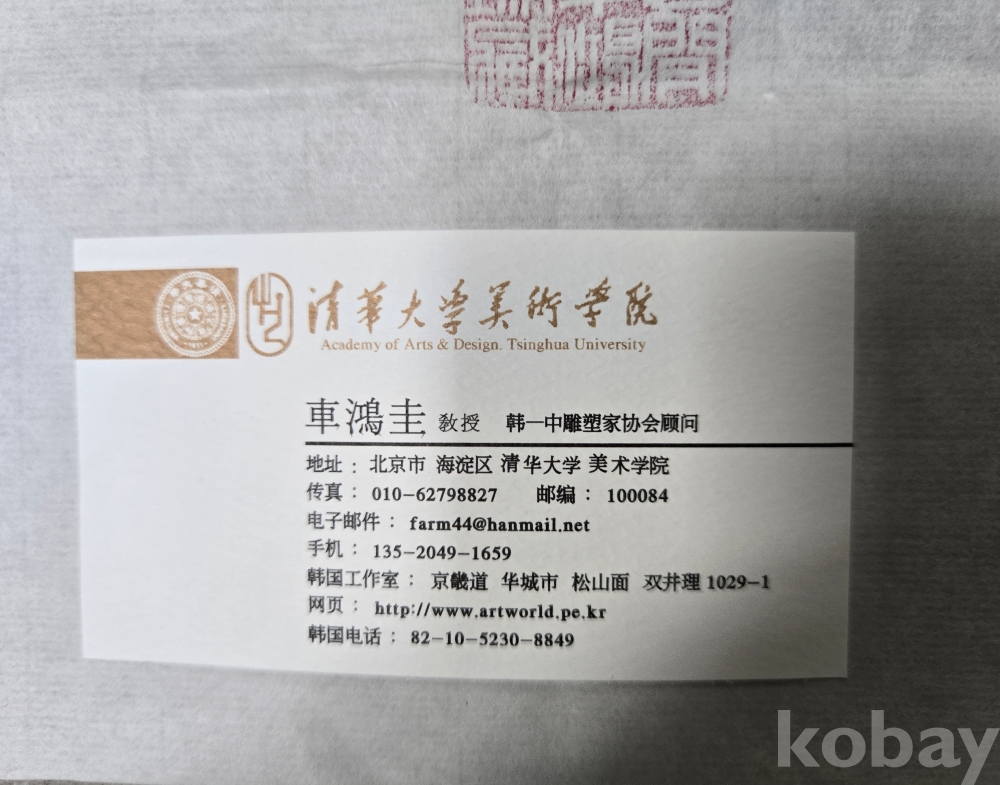 清華大学美術学院
Academy of Arts & Design. Tsinghua University
車鴻圭 敎授 韩一中雕塑家协会顾问
地址： 北京市 海淀区 清华大学 美术学院
传真： 010-62798827 邮编： 100084
电子邮件： farm44@hanmail.net
手机： 135-2049-1659
韩国工作室： 京畿道 华城市 松山面 双井理 1029-1
网页： http://www.artworld.pe.kr
韩国电话： 82-10-5230-8849
kobay